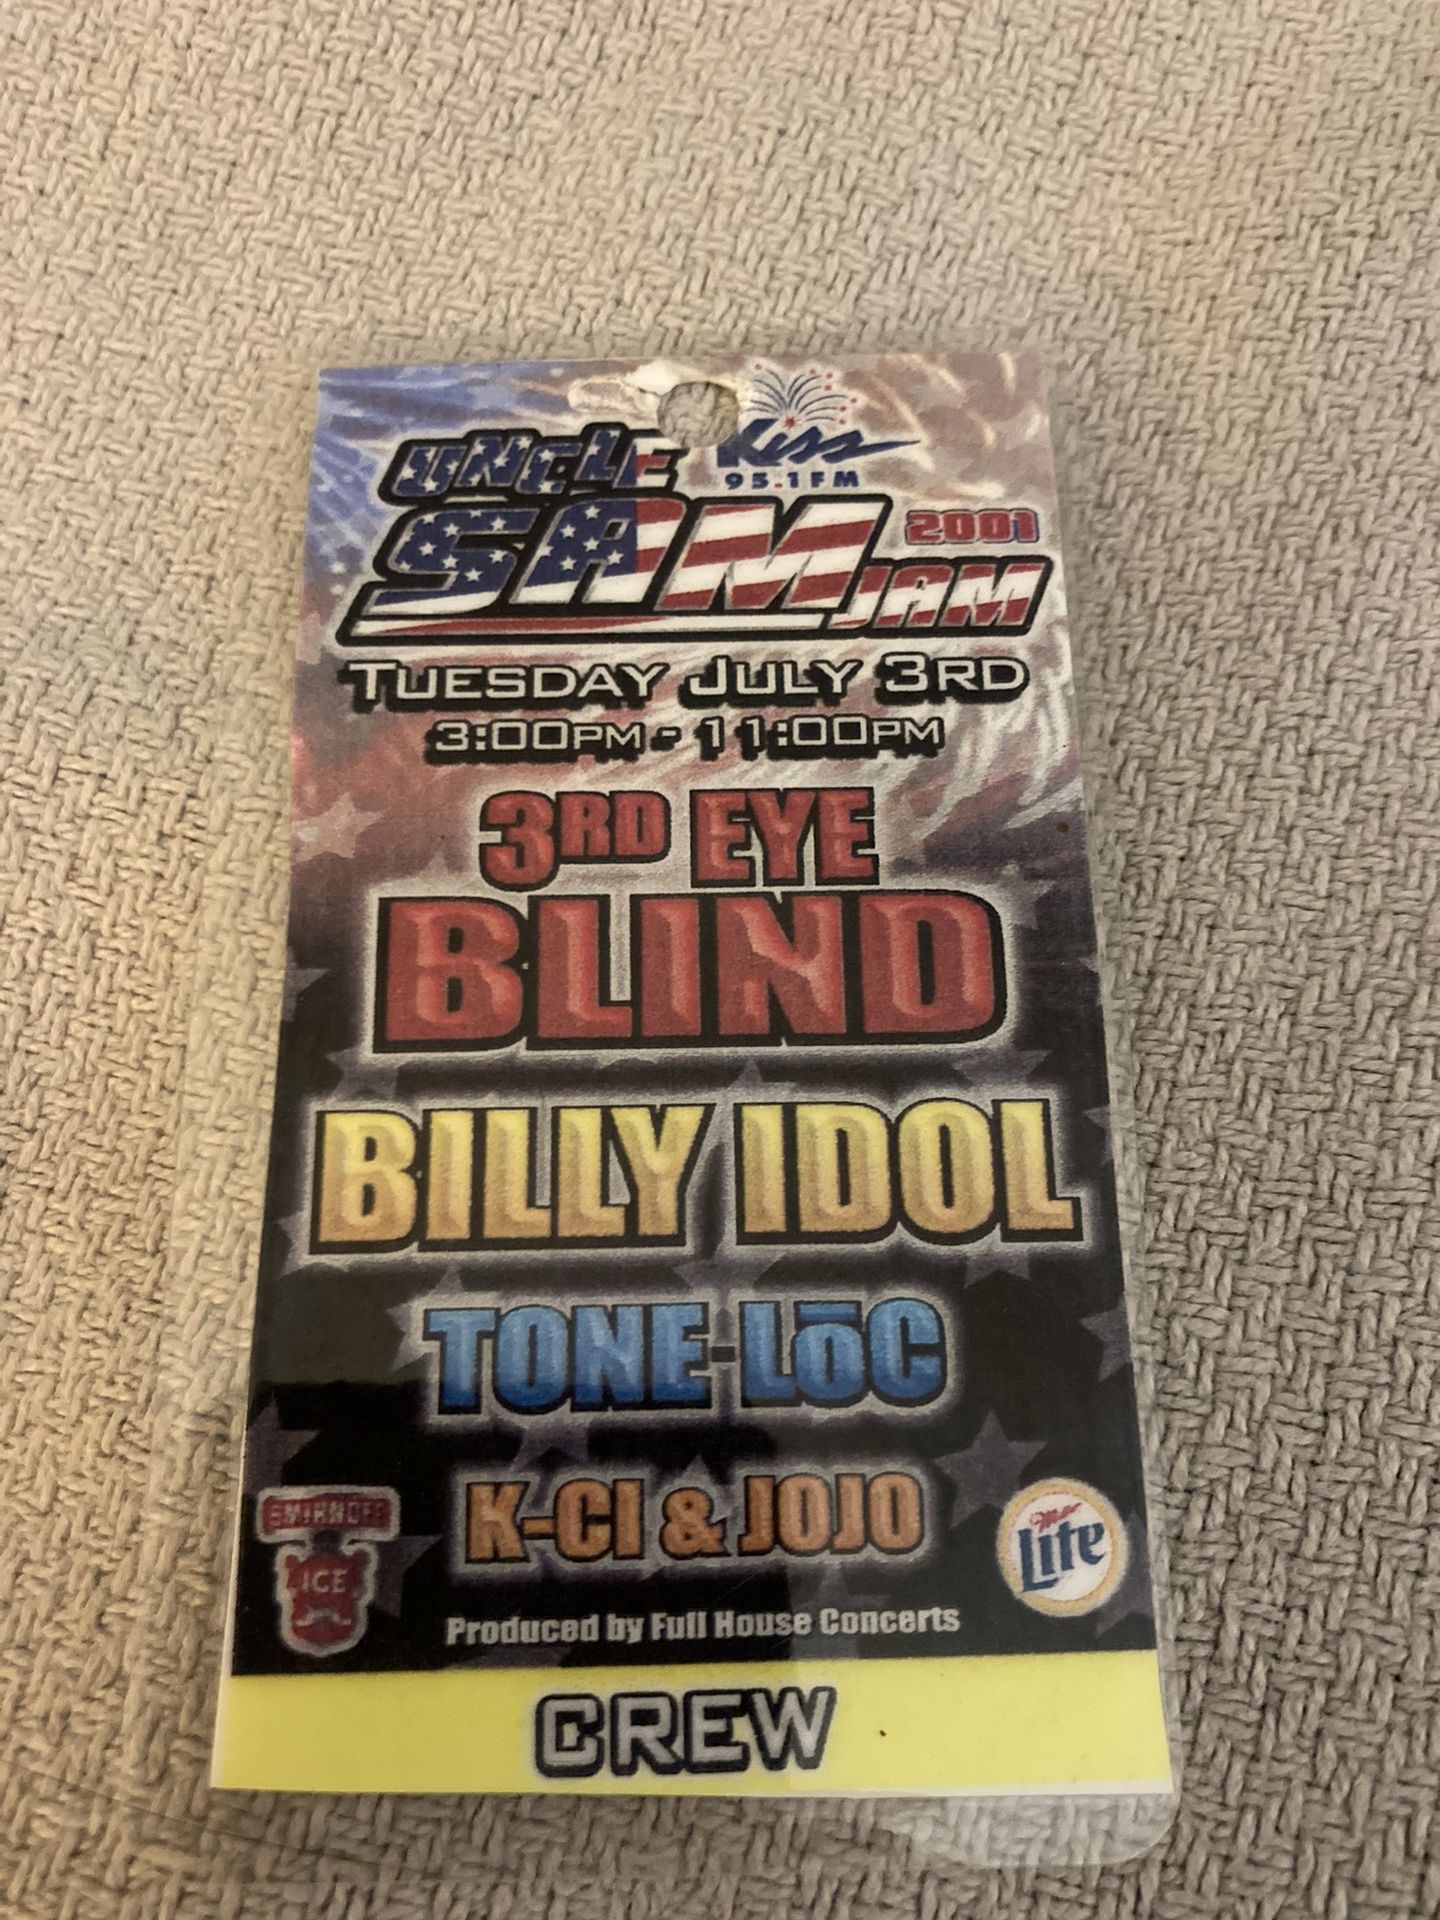 UNCLE
Kiss
95.1FM
SAM
2001
JAM
TUESDAY JULY 3RD
3:00PM - 11:00PM
3RD EYE
BLIND
BILLY IDOL
TONE-LōC
K-CI & JOJO
SMIRNOFF
ICE
Miller
Lite
Produced by Full House Concerts
CREW